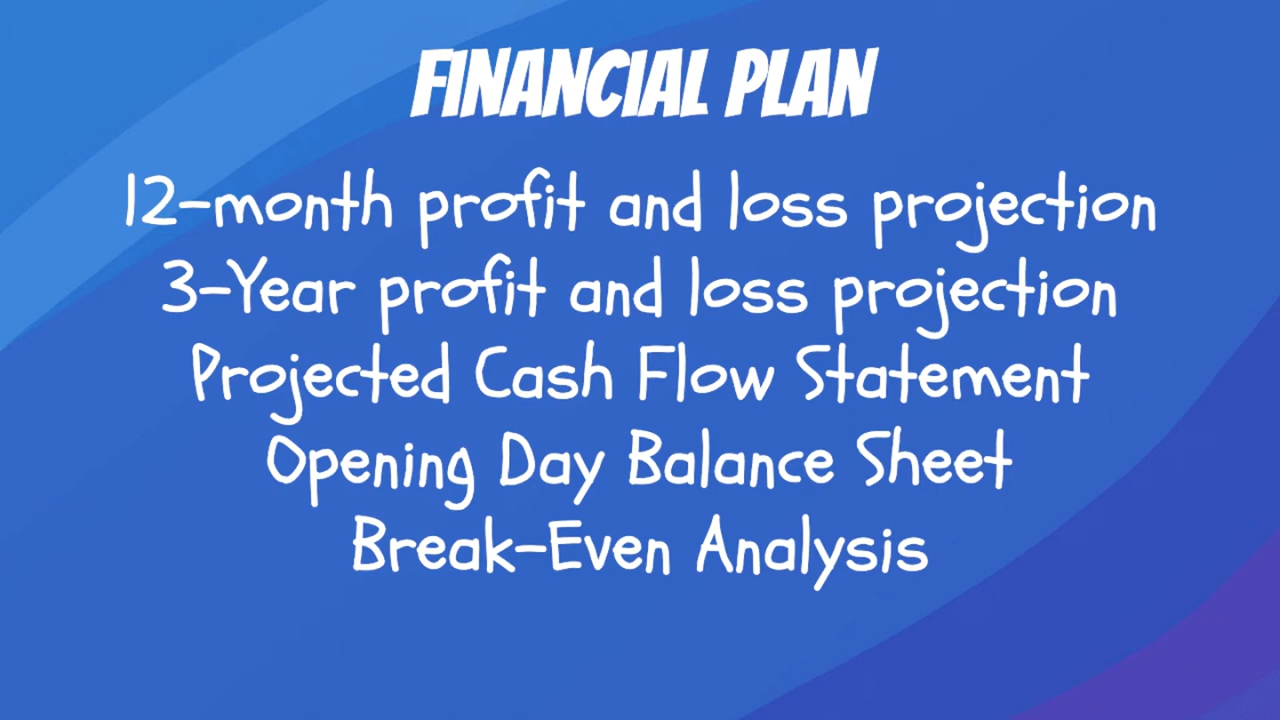 FINANCIAL PLAN
12-month profit and loss projection
3-Year profit and loss projection
Projected Cash Flow Statement
Opening Day Balance Sheet
Break-Even Analysis